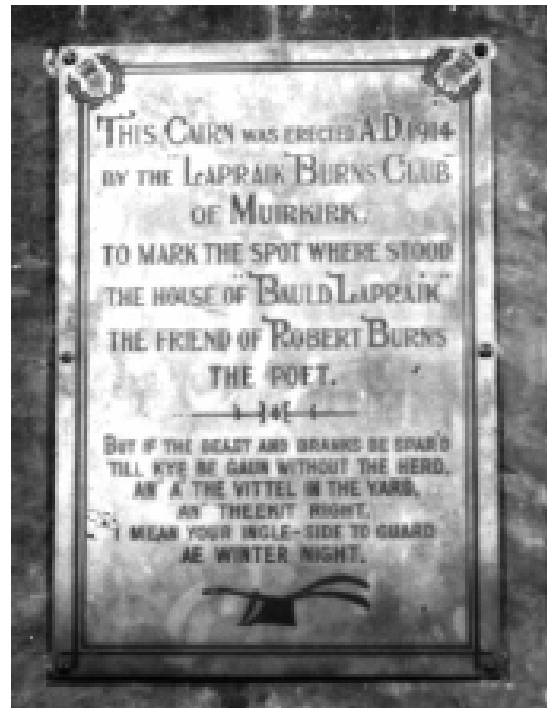 THIS CAIRN WAS ERECTED A.D. 1914
BY THE "LAPRAIK" BURNS CLUB
OF MUIRKIRK.
TO MARK THE SPOT WHERE STOOD
THE HOUSE OF "BAULD LAPRAIK"
THE FRIEND OF ROBERT BURNS
THE POET.
BUT IF THE BEAST AND BRANKS BE SPAR'D
TILL KYE BE GAUN WITHOUT THE HERD,
AN' A' THE VITTEL IN THE YARD,
AN' THEEKIT RIGHT,
I MEAN YOUR INGLE-SIDE TO GUARD
AE WINTER NIGHT.